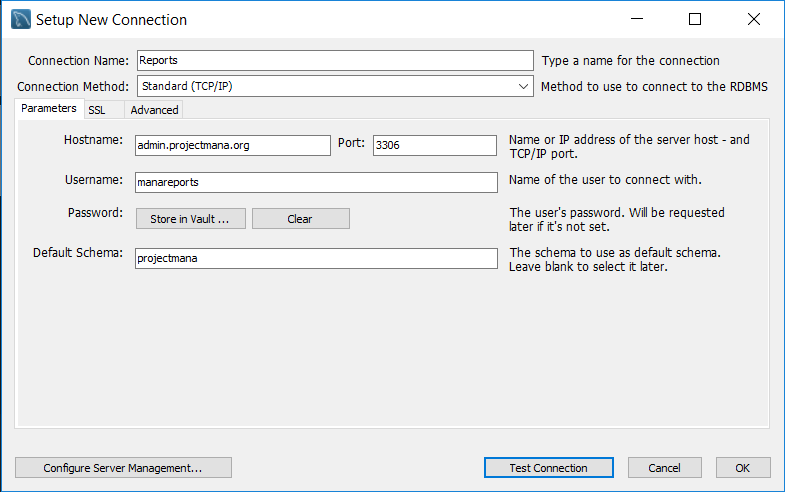 Setup New Connection
Connection Name: Reports Type a name for the connection
Connection Method: Standard (TCP/IP) Method to use to connect to the RDBMS
Parameters SSL Advanced
Hostname: admin.projectmana.org Port: 3306 Name or IP address of the server host - and
TCP/IP port.
Username: manareports Name of the user to connect with.
Password: Store in Vault ... Clear The user's password. Will be requested
later if it's not set.
Default Schema: projectmana The schema to use as default schema.
Leave blank to select it later.
Configure Server Management... Test Connection Cancel OK